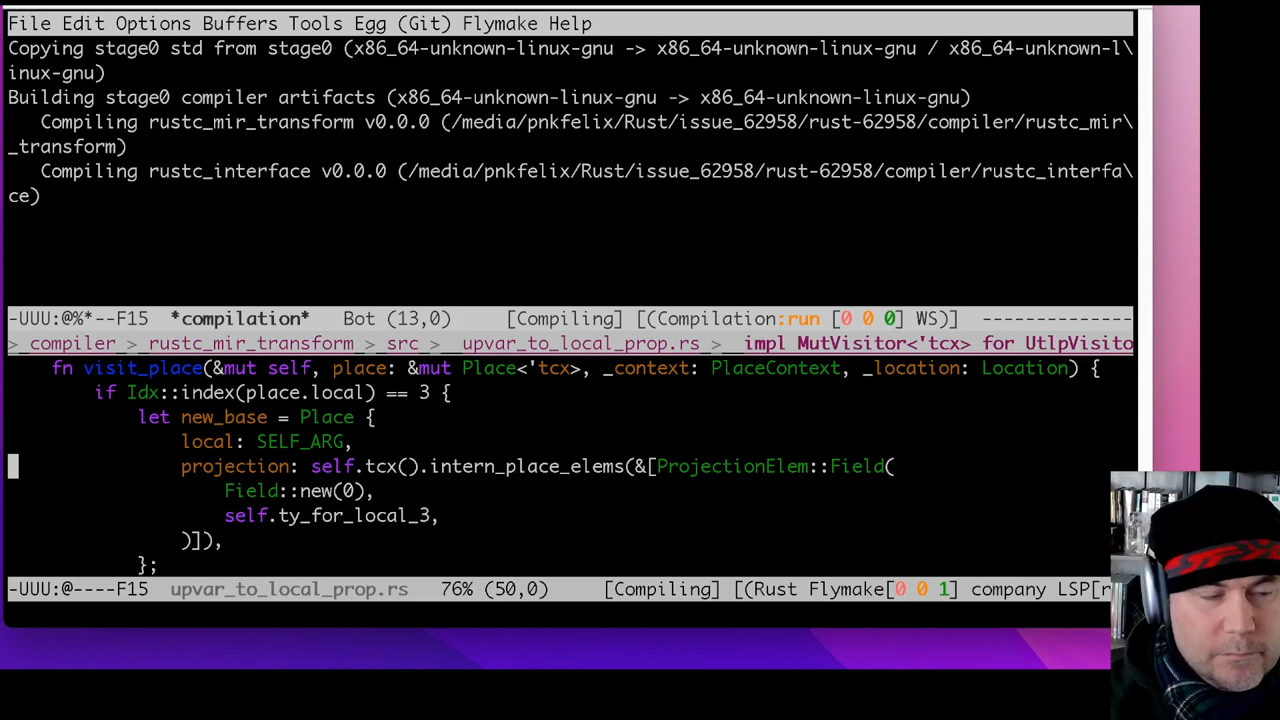 File Edit Options Buffers Tools Egg (Git) Flymake Help
Copying stage0 std from stage0 (x86_64-unknown-linux-gnu -> x86_64-unknown-linux-gnu / x86_64-unknown-l\
inux-gnu)
Building stage0 compiler artifacts (x86_64-unknown-linux-gnu -> x86_64-unknown-linux-gnu)
   Compiling rustc_mir_transform v0.0.0 (/media/pnkfelix/Rust/issue_62958/rust-62958/compiler/rustc_mir\
_transform)
   Compiling rustc_interface v0.0.0 (/media/pnkfelix/Rust/issue_62958/rust-62958/compiler/rustc_interfa\
ce)
-UUU:@%*--F15  *compilation*   Bot (13,0)     [Compiling] [(Compilation:run [0 0 0] WS)]  --------------
> compiler > rustc_mir_transform > src >  upvar_to_local_prop.rs >  impl MutVisitor<'tcx> for UtlpVisito
    fn visit_place(&mut self, place: &mut Place<'tcx>, _context: PlaceContext, _location: Location) {
        if Idx::index(place.local) == 3 {
            let new_base = Place {
                local: SELF_ARG,
                projection: self.tcx().intern_place_elems(&[ProjectionElem::Field(
                    Field::new(0),
                    self.ty_for_local_3,
                )]),
            };
-UUU:@----F15  upvar_to_local_prop.rs   76% (50,0)     [Compiling] [(Rust Flymake[0 0 1] company LSP[r